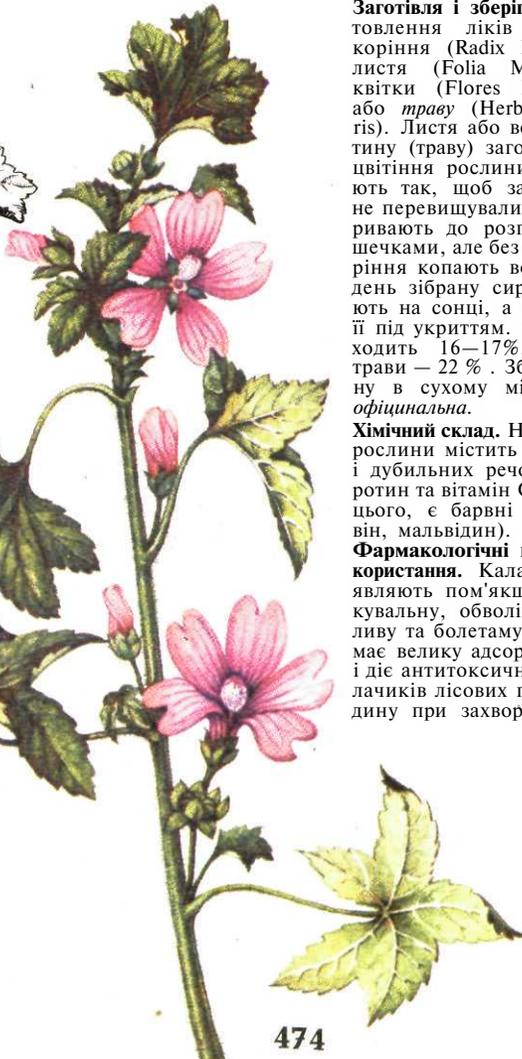 Заготівля і зберіг
товлення ліків
коріння (Radix
листя (Folia M
квітки (Flores
або траву (Herb
ris). Листя або ве
тину (траву) заго
цвітіння рослини
ють так, щоб за
не перевищували
ривають до розг
шечками, але без
ріння копають во
день зібрану сир
ють на сонці, а
її під укриттям.
ходить 16—17%
трави — 22 % . Зб
ну в сухому мі
офіцинальна.
Хімічний склад. Н
рослини містить
і дубильних речо
ротин та вітамін С
цього, є барвні
він, мальвідин).
Фармакологічні
користання. Кала
являють пом'якш
кувальну, обволі
ливу та болетаму
має велику адсор
і діє антитоксичн
лачиків лісових п
дину при захвор
474